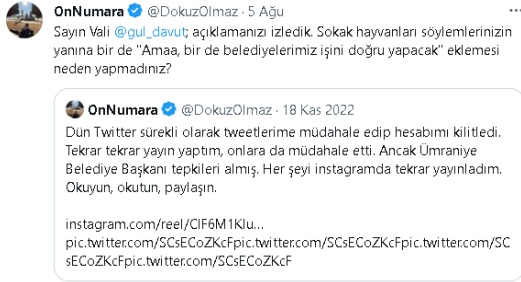 OnNumara @DokuzOlmaz · 5 Ağu
Sayın Vali @gul_davut; açıklamanızı izledik. Sokak hayvanları söylemlerinizin
yanına bir de "Amaa, bir de belediyelerimiz işini doğru yapacak" eklemesi
neden yapmadınız?
OnNumara @DokuzOlmaz · 18 Kas 2022
Dün Twitter sürekli olarak tweetlerime müdahale edip hesabımı kilitledi.
Tekrar tekrar yayın yaptım, onlara da müdahale etti. Ancak Ümraniye
Belediye Başkanı tepkileri almış. Her şeyi instagramda tekrar yayınladım.
Okuyun, okutun, paylaşın.
instagram.com/reel/ClF6M1Klu...
pic.twitter.com/SCsECoZKcFpic.twitter.com/SCsECoZKcFpic.twitter.com/SC
sECoZKcFpic.twitter.com/SCsECoZKcF